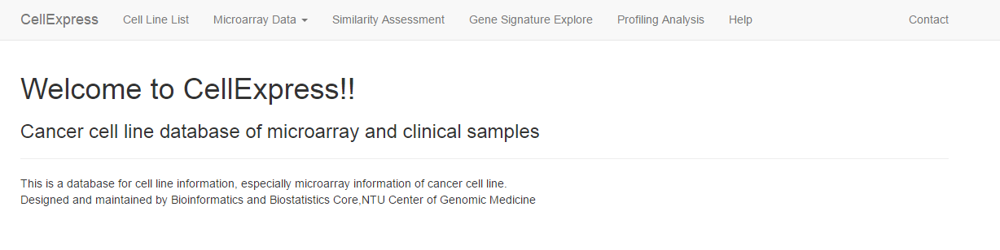 CellExpress Cell Line List Microarray Data Similarity Assessment Gene Signature Explore Profiling Analysis Help Contact
Welcome to CellExpress!!
Cancer cell line database of microarray and clinical samples
This is a database for cell line information, especially microarray information of cancer cell line.
Designed and maintained by Bioinformatics and Biostatistics Core,NTU Center of Genomic Medicine